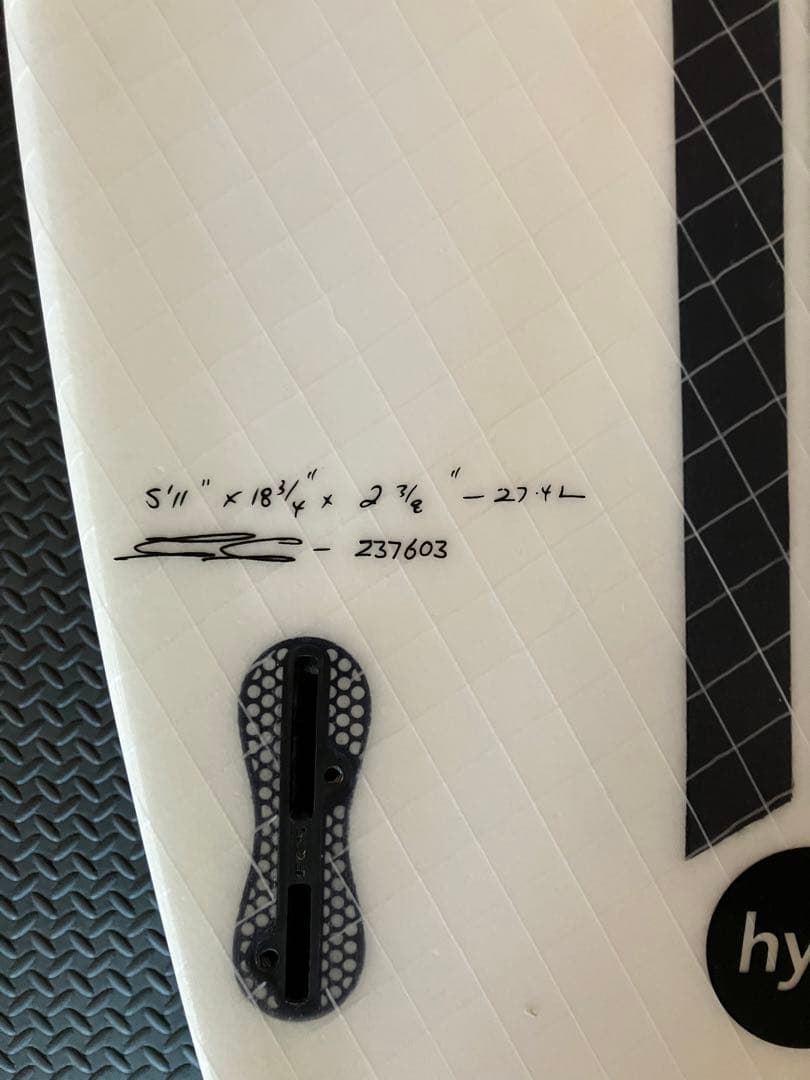 5'11" x 18 3/4" x 2 3/8" - 27.4L
- 237603
hy